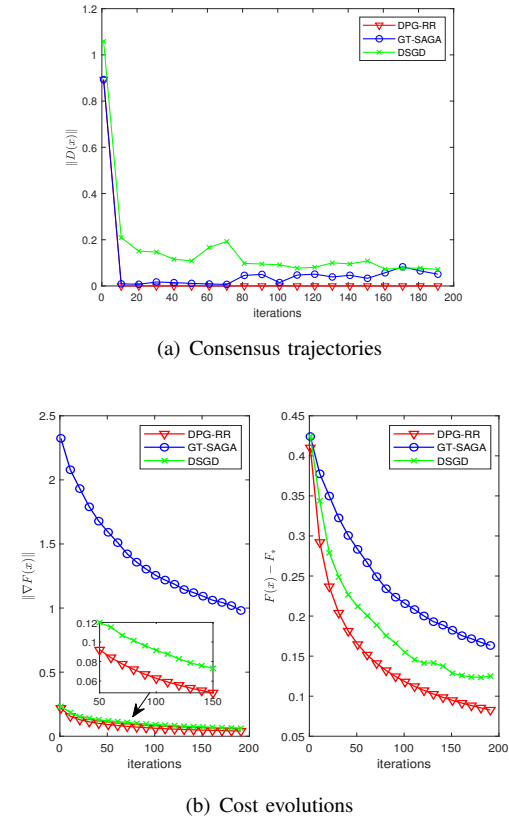 1.2
1
0.8
0.6
0.4
0.2
0
‖D(x)‖
DPG-RR
GT-SAGA
DSGD
0 20 40 60 80 100 120 140 160 180 200
iterations
(a) Consensus trajectories
2.5
2
1.5
1
0.5
0
‖∇F(x)‖
DPG-RR
GT-SAGA
DSGD
0.12
0.1
0.08
0.06
50 100 150
0 50 100 150 200
iterations
0.45
0.4
0.35
0.3
0.25
0.2
0.15
0.1
0.05
F(x) − F*
DPG-RR
GT-SAGA
DSGD
0 50 100 150 200
iterations
(b) Cost evolutions